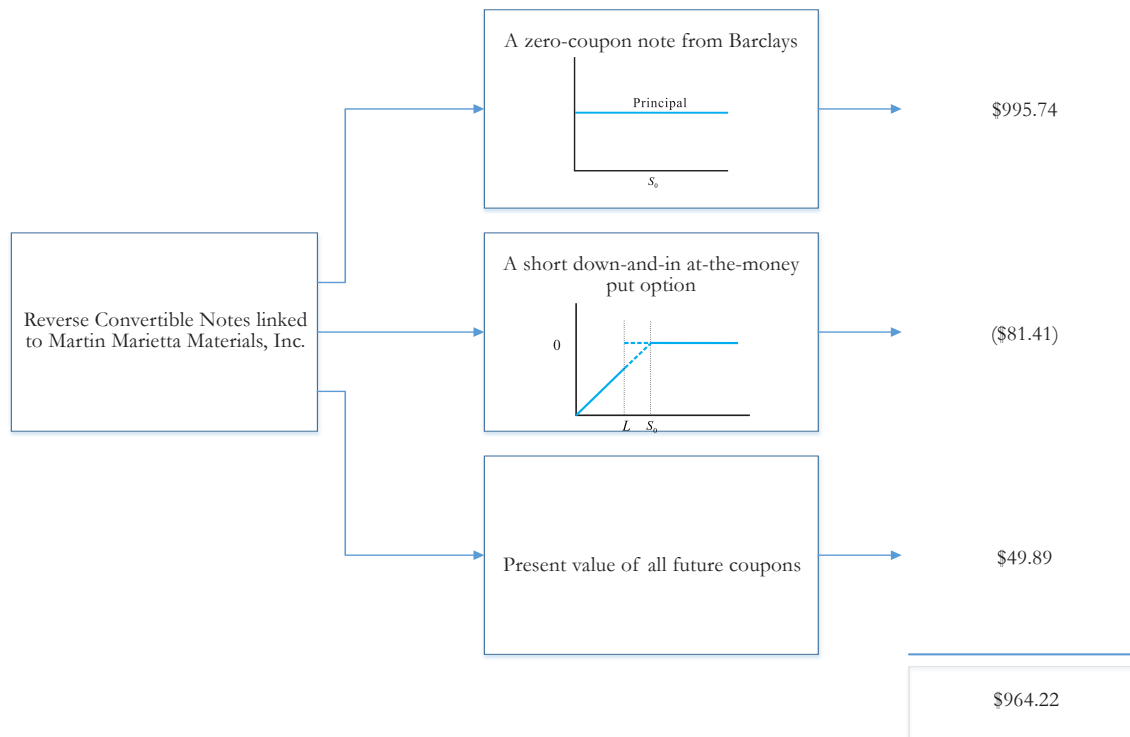 A zero-coupon note from Barclays
Principal
S₀
$995.74
Reverse Convertible Notes linked
to Martin Marietta Materials, Inc.
A short down-and-in at-the-money
put option
0
L S₀
($81.41)
Present value of all future coupons
$49.89
$964.22